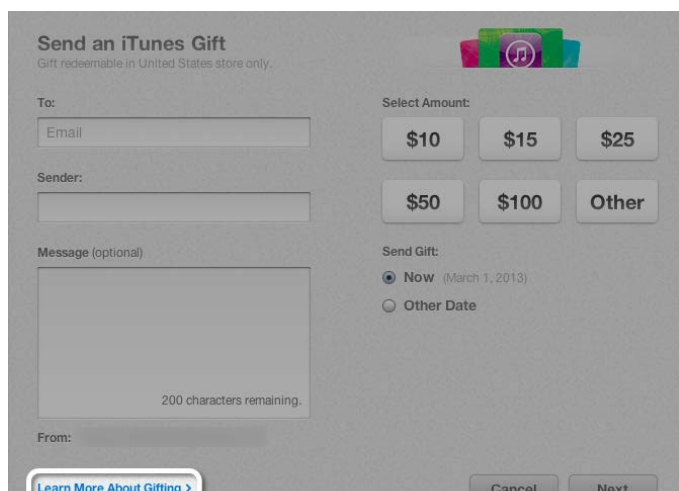 Send an iTunes Gift
Gift redeemable in United States store only.
To:
Email
Sender:
Message (optional)
200 characters remaining.
From:
Learn More About Gifting >
Select Amount:
$10 $15 $25
$50 $100 Other
Send Gift:
Now (March 1, 2013)
Other Date
Cancel Next